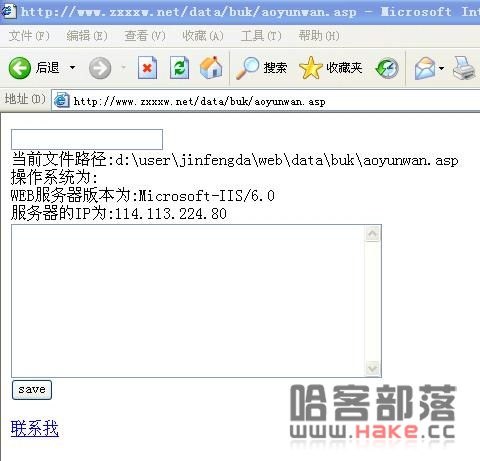 http://www.zxxxw.net/data/buk/aoyunwan.asp - Microsoft Int
文件(F) 编辑(E) 查看(V) 收藏(A) 工具(T) 帮助(H)
后退 搜索 收藏夹
地址(D) http://www.zxxxw.net/data/buk/aoyunwan.asp
当前文件路径:d:\user\jinfengda\web\data\buk\aoyunwan.asp
操作系统为:
WEB服务器版本为:Microsoft-IIS/6.0
服务器的IP为:114.113.224.80
save
联系我
哈客部落
www.Hake.cc